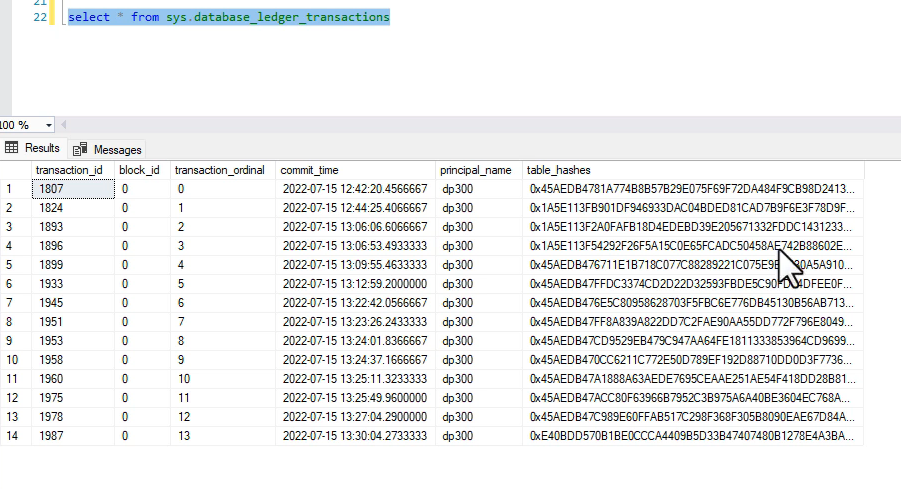 21
22 select * from sys.database_ledger_transactions
100 %
Results Messages
transaction_id block_id transaction_ordinal commit_time principal_name table_hashes
1 1807 0 0 2022-07-15 12:42:20.4566667 dp300 0x45AEDB4781A774B8B57B29E075F69F72DA484F9CB98D2413...
2 1824 0 1 2022-07-15 12:44:25.4066667 dp300 0x1A5E113FB901DF946933DAC04BDED81CAD7B9F6E3F78D9F...
3 1893 0 2 2022-07-15 13:06:06.6066667 dp300 0x1A5E113F2A0FAFB18D4EDEBD39E205671332FDDC1431233...
4 1896 0 3 2022-07-15 13:06:53.4933333 dp300 0x1A5E113F54292F26F5A15C0E65FCADC50458AE742B88602E...
5 1899 0 4 2022-07-15 13:09:55.4633333 dp300
6 1933 0 5 2022-07-15 13:12:59.2000000 dp300
7 1945 0 6 2022-07-15 13:22:42.0566667 dp300 0x45AEDB476E5C80958628703F5FBC6E776DB45130B56AB713...
8 1951 0 7 2022-07-15 13:23:26.2433333 dp300 0x45AEDB47FF8A839A822DD7C2FAE90AA55DD772F796E8049...
9 1953 0 8 2022-07-15 13:24:01.8366667 dp300 0x45AEDB47CD9529EB479C947AA64FE1811333853964CD9699...
10 1958 0 9 2022-07-15 13:24:37.1666667 dp300 0x45AEDB470CC6211C772E50D789EF192D88710DD0D3F7736...
11 1960 0 10 2022-07-15 13:25:11.3233333 dp300 0x45AEDB47A1888A63AEDE7695CEAAE251AE54F418DD28B81...
12 1975 0 11 2022-07-15 13:25:49.9600000 dp300 0x45AEDB47ACC80F63966B7952C3B975A6A40BE3604EC768A...
13 1978 0 12 2022-07-15 13:27:04.2900000 dp300 0x45AEDB47C989E60FFAB517C298F368F305B8090EAE67D84A...
14 1987 0 13 2022-07-15 13:30:04.2733333 dp300 0xE40BDD570B1BE0CCCA4409B5D33B47407480B1278E4A3BA...